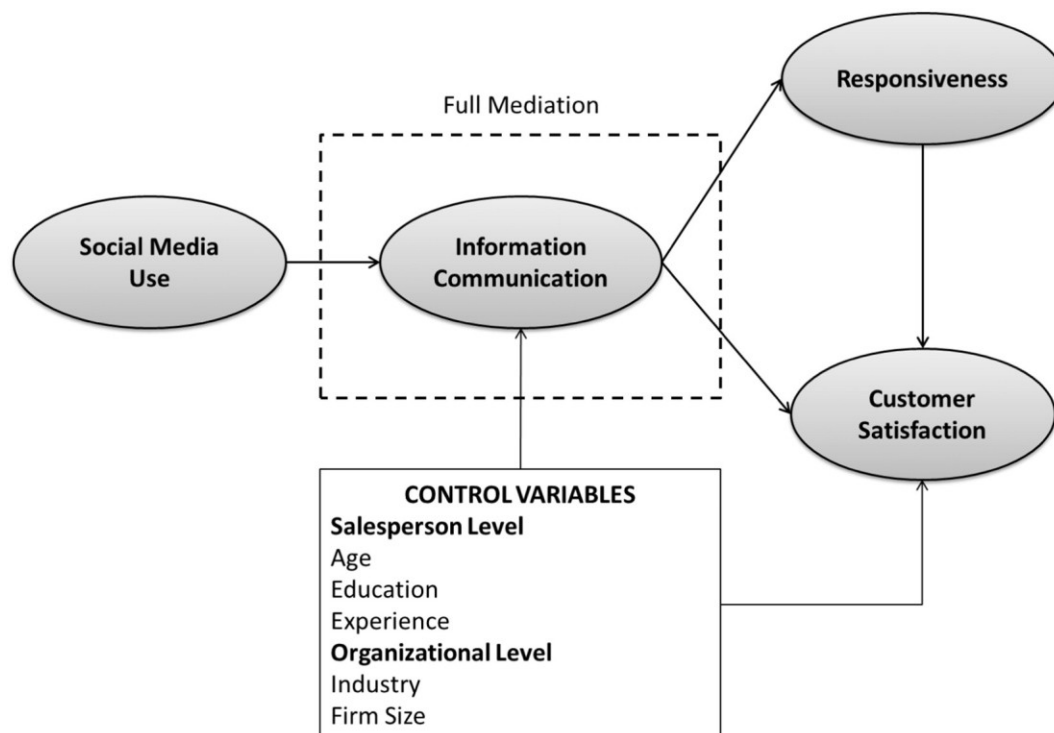 Responsiveness
Full Mediation
Social Media
Use
Information
Communication
Customer
Satisfaction
CONTROL VARIABLES
Salesperson Level
Age
Education
Experience
Organizational Level
Industry
Firm Size